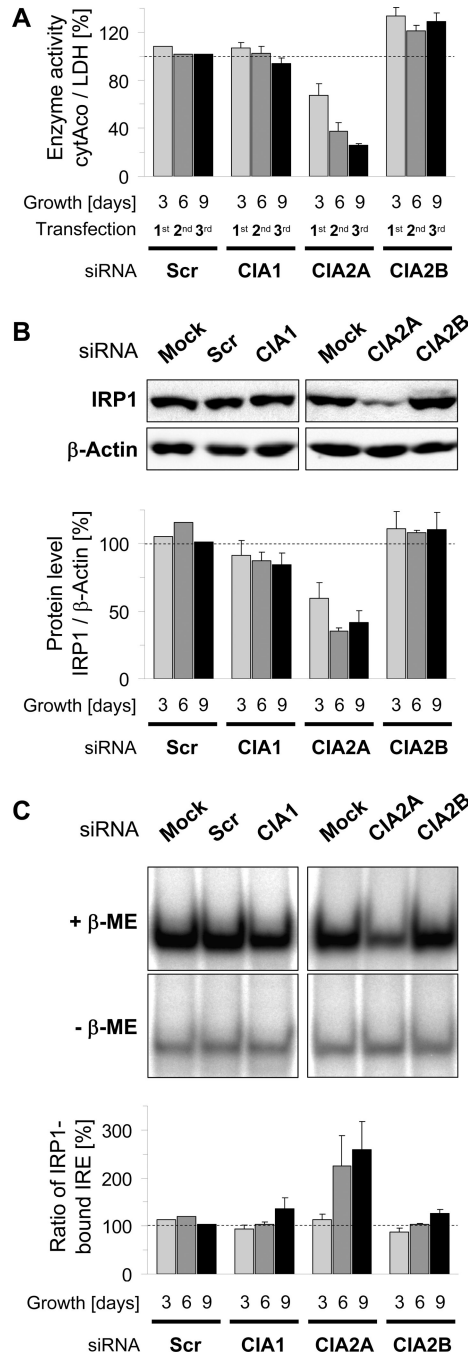 A
Enzyme activity
cytAco / LDH [%]
120
80
40
0
Growth [days] 3 6 9 3 6 9 3 6 9 3 6 9
Transfection 1st 2nd 3rd 1st 2nd 3rd 1st 2nd 3rd 1st 2nd 3rd
siRNA Scr CIA1 CIA2A CIA2B
B
siRNA Mock Scr CIA1 Mock CIA2A CIA2B
IRP1
β-Actin
Protein level
IRP1 / β-Actin [%]
100
50
0
Growth [days] 3 6 9 3 6 9 3 6 9 3 6 9
siRNA Scr CIA1 CIA2A CIA2B
C
siRNA Mock Scr CIA1 Mock CIA2A CIA2B
+ β-ME
- β-ME
Ratio of IRP1-
bound IRE [%]
300
200
100
0
Growth [days] 3 6 9 3 6 9 3 6 9 3 6 9
siRNA Scr CIA1 CIA2A CIA2B